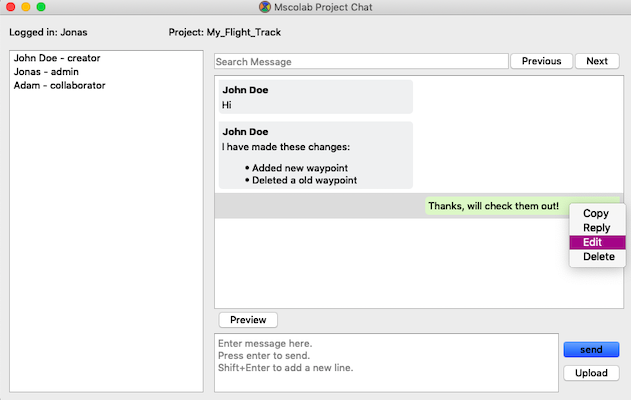 Mscolab Project Chat
Logged in: Jonas
Project: My_Flight_Track
John Doe - creator
Jonas - admin
Adam - collaborator
Search Message
Previous
Next
John Doe
Hi
John Doe
I have made these changes:
• Added new waypoint
• Deleted a old waypoint
Thanks, will check them out!
Copy
Reply
Edit
Delete
Preview
Enter message here.
Press enter to send.
Shift+Enter to add a new line.
send
Upload